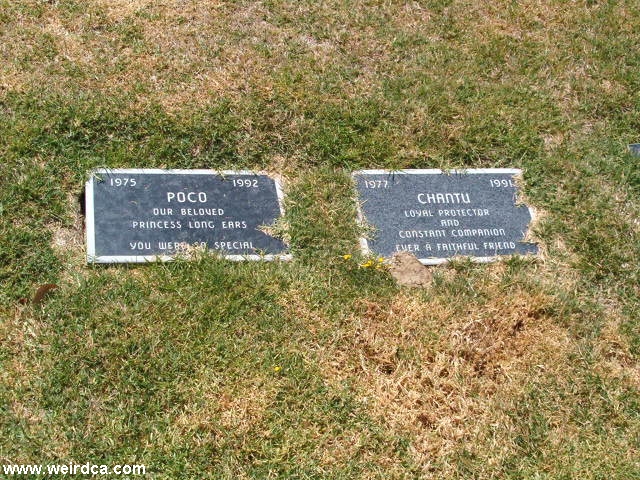 1975 1992
POCO
OUR BELOVED
PRINCESS LONG EARS
YOU WERE SO SPECIAL
1977 1991
CHANTU
LOYAL PROTECTOR
AND
CONSTANT COMPANION
EVER A FAITHFUL FRIEND
www.weirdca.com